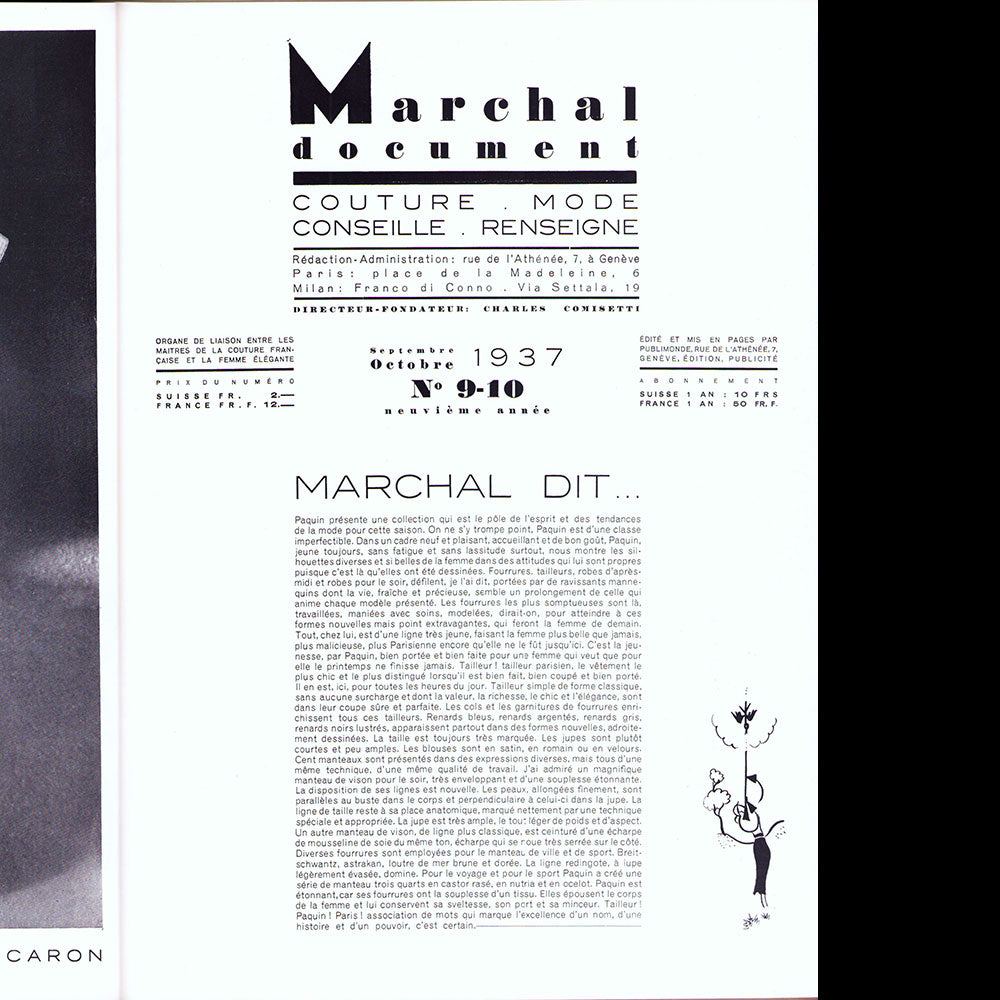 Marchal
document
COUTURE . MODE
CONSEILLE . RENSEIGNE
Rédaction-Administration: rue de l'Athénée, 7, à Genève
Paris: place de la Madeleine, 6
Milan: Franco di Conno . Via Settala, 19
DIRECTEUR-FONDATEUR: CHARLES COMISETTI
ORGANE DE LIAISON ENTRE LES
MAITRES DE LA COUTURE FRAN-
ÇAISE ET LA FEMME ÉLÉGANTE
PRIX DU NUMÉRO
SUISSE FR. 2.—
FRANCE FR. F. 12.—
Septembre
Octobre 1937
No 9-10
neuvième année
ÉDITÉ ET MIS EN PAGES PAR
PUBLIMONDE, RUE DE L'ATHÉNÉE, 7,
GENÈVE, ÉDITION, PUBLICITÉ
ABONNEMENT
SUISSE 1 AN : 10 FRS
FRANCE 1 AN : 50 FR. F.
MARCHAL DIT...
Paquin présente une collection qui est le pôle de l'esprit et des tendances
de la mode pour cette saison. On ne s'y trompe point, Paquin est d'une classe
imperfectible. Dans un cadre neuf et plaisant, accueillant et de bon goût, Paquin,
jeune toujours, sans fatigue et sans lassitude surtout, nous montre les sil-
houettes diverses et si belles de la femme dans des attitudes qui lui sont propres
puisque c'est là qu'elles ont été dessinées. Fourrures, tailleurs, robes d'après-
midi et robes pour le soir, défilent, je l'ai dit, portées par de ravissants manne-
quins dont la vie, fraîche et précieuse, semble un prolongement de celle qui
anime chaque modèle présenté. Les fourrures les plus somptueuses sont là,
travaillées, maniées avec soins, modelées, dirait-on, pour atteindre à ces
formes nouvelles mais point extravagantes, qui feront la femme de demain.
Tout, chez lui, est d'une ligne très jeune, faisant la femme plus belle que jamais,
plus malicieuse, plus Parisienne encore qu'elle ne le fût jusqu'ici. C'est la jeu-
nesse, par Paquin, bien portée et bien faite pour une femme qui veut que pour
elle le printemps ne finisse jamais. Tailleur! tailleur parisien, le vêtement le
plus chic et le plus distingué lorsqu'il est bien fait, bien coupé et bien porté.
Il en est, ici, pour toutes les heures du jour. Tailleur simple de forme classique,
sans aucune surcharge et dont la valeur, la richesse, le chic et l'élégance, sont
dans leur coupe sûre et parfaite. Les cols et les garnitures de fourrures enri-
chissent tous ces tailleurs. Renards bleus, renards argentés, renards gris,
renards noirs lustrés, apparaissent partout dans des formes nouvelles, adroite-
ment dessinées. La taille est toujours très marquée. Les jupes sont plutôt
courtes et peu amples. Les blouses sont en satin, en romain ou en velours.
Cent manteaux sont présentés dans des expressions diverses, mais tous d'une
même technique, d'une même qualité de travail. J'ai admiré un magnifique
manteau de vison pour le soir, très enveloppant et d'une souplesse étonnante.
La disposition de ses lignes est nouvelle. Les peaux, allongées finement, sont
parallèles au buste dans le corps et perpendiculaire à celui-ci dans la jupe. La
ligne de taille reste à sa place anatomique, marqué nettement par une technique
spéciale et appropriée. La jupe est très ample, le tout léger de poids et d'aspect.
Un autre manteau de vison, de ligne plus classique, est ceinturé d'une écharpe
de mousseline de soie du même ton, écharpe qui se noue très serrée sur le côté.
Diverses fourrures sont employées pour le manteau de ville et de sport. Breit-
schwantz, astrakan, loutre de mer brune et dorée. La ligne redingote, à jupe
légèrement évasée, domine. Pour le voyage et pour le sport Paquin a créé une
série de manteau trois quarts en castor rasé, en nutria et en ocelot. Paquin est
étonnant, car ses fourrures ont la souplesse d'un tissu. Elles épousent le corps
de la femme et lui conservent sa sveltesse, son port et sa minceur. Tailleur!
Paquin! Paris! association de mots qui marque l'excellence d'un nom, d'une
histoire et d'un pouvoir, c'est certain.
CARON